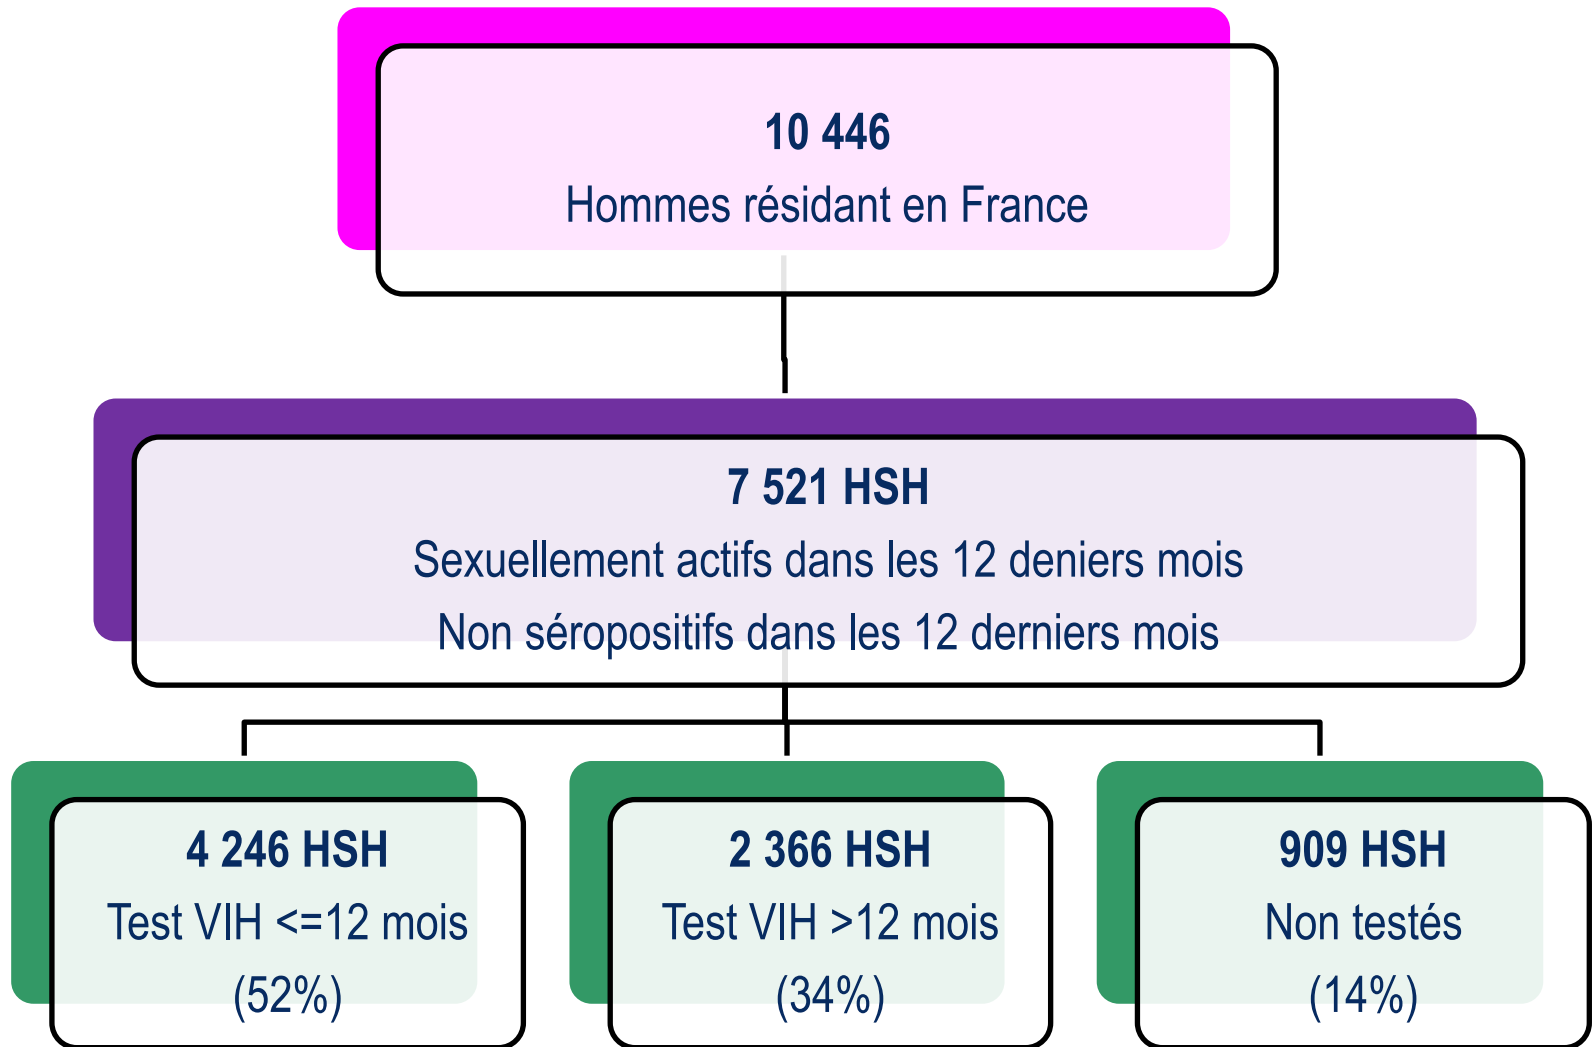 10 446
Hommes résidant en France
7 521 HSH
Sexuellement actifs dans les 12 deniers mois
Non séropositifs dans les 12 derniers mois
4 246 HSH
Test VIH <=12 mois
(52%)
2 366 HSH
Test VIH >12 mois
(34%)
909 HSH
Non testés
(14%)